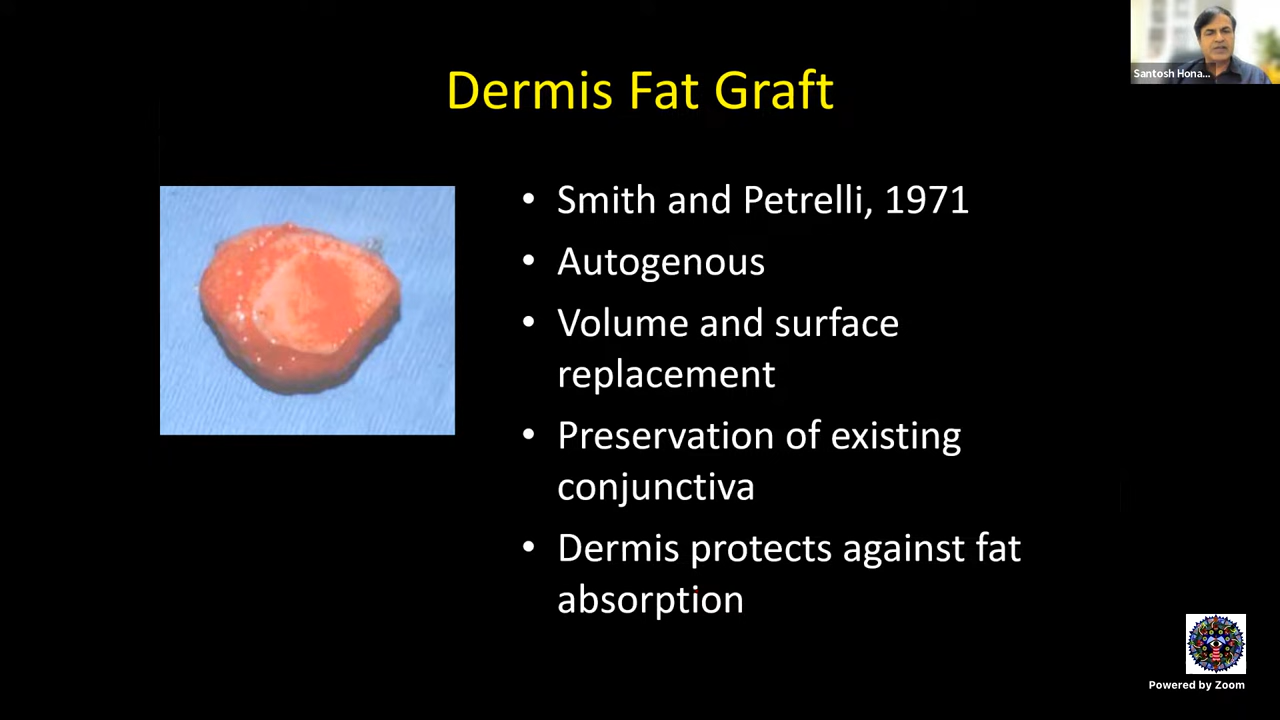 Santosh Hona...
Dermis Fat Graft
• Smith and Petrelli, 1971
• Autogenous
• Volume and surface
replacement
• Preservation of existing
conjunctiva
• Dermis protects against fat
absorption
Powered by Zoom